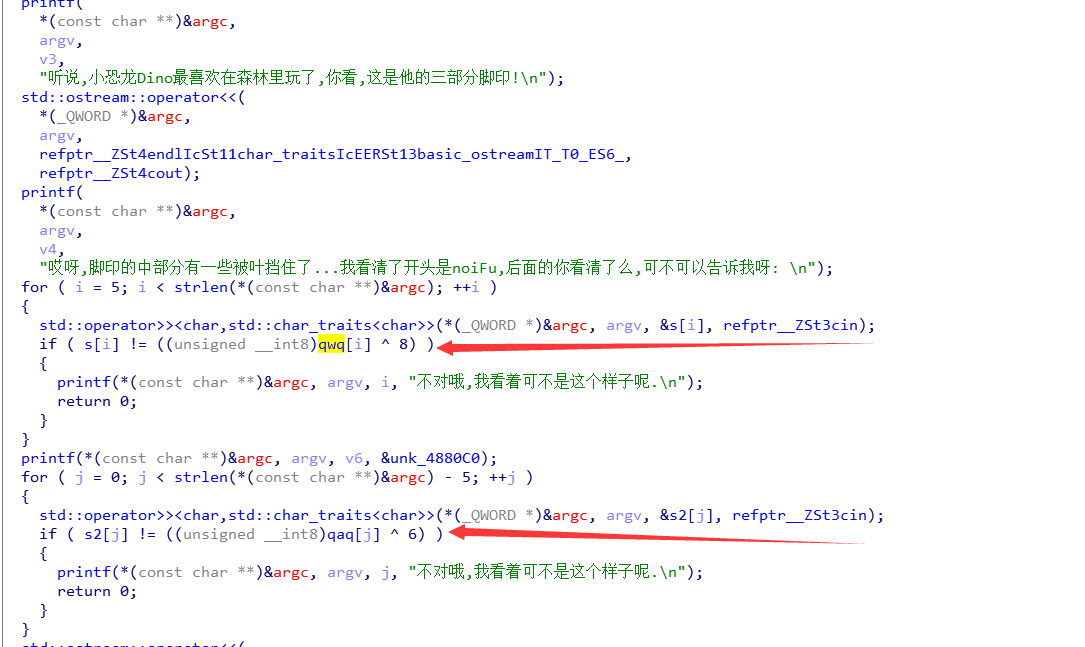 printf(
*(const char **)&argc,
argv,
v3,
"听说,小恐龙Dino最喜欢在森林里玩了,你看,这是他的三部分脚印!\n");
std::ostream::operator<<(
*(_QWORD *)&argc,
argv,
refptr__ZSt4endlIcSt11char_traitsIcEERSt13basic_ostreamIT_T0_ES6_,
refptr__ZSt4cout);
printf(
*(const char **)&argc,
argv,
v4,
"哎呀,脚印的中部分有一些被叶挡住了...我看清了开头是noiFu,后面的你看清了么,可不可以告诉我呀: \n");
for ( i = 5; i < strlen(*(const char **)&argc); ++i )
{
std::operator>><char,std::char_traits<char>>(*(_QWORD *)&argc, argv, &s[i], refptr__ZSt3cin);
if ( s[i] != ((unsigned __int8)qwq[i] ^ 8) )
{
printf(*(const char **)&argc, argv, i, "不对哦,我看着可不是这个样子呢.\n");
return 0;
}
}
printf(*(const char **)&argc, argv, v6, &unk_4880C0);
for ( j = 0; j < strlen(*(const char **)&argc) - 5; ++j )
{
std::operator>><char,std::char_traits<char>>(*(_QWORD *)&argc, argv, &s2[j], refptr__ZSt3cin);
if ( s2[j] != ((unsigned __int8)qaq[j] ^ 6) )
{
printf(*(const char **)&argc, argv, j, "不对哦,我看着可不是这个样子呢.\n");
return 0;
}
}
std::ostream::operator<<(